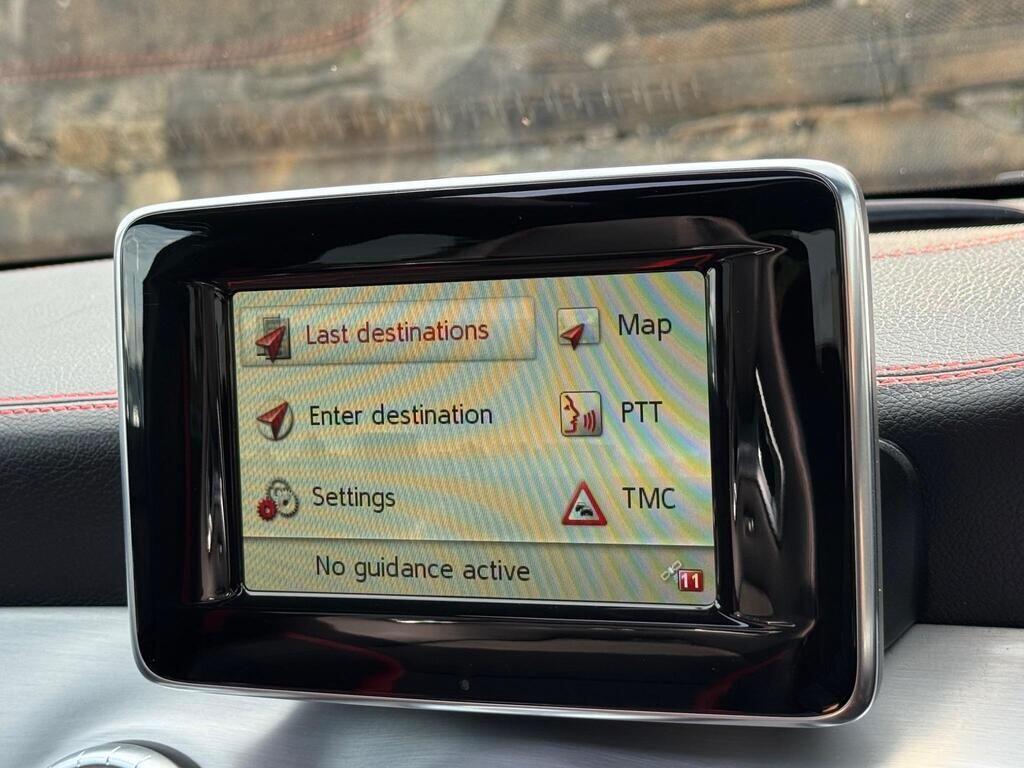 Last destinations
Map
Enter destination
PTT
Settings
TMC
No guidance active
11